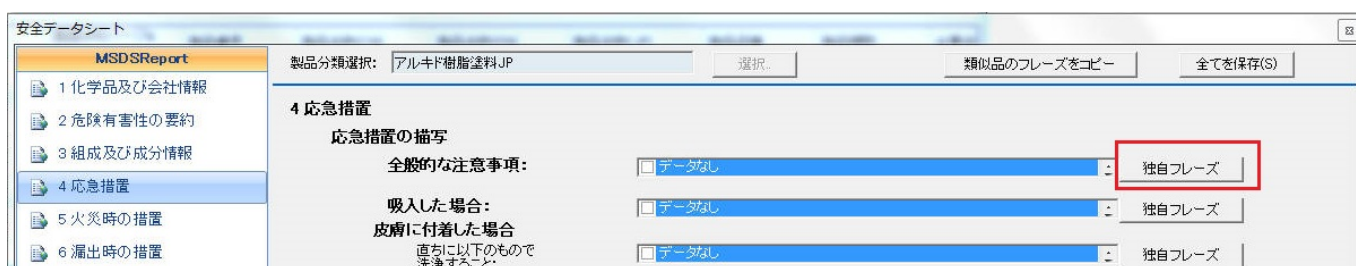 安全データシート
MSDSReport
製品分類選択: アルキド樹脂塗料JP 選択.. 類似品のフレーズをコピー 全てを保存(S)
1 化学品及び会社情報
2 危険有害性の要約
3 組成及び成分情報
4 応急措置
5 火災時の措置
6 漏出時の措置
4 応急措置
応急措置の描写
全般的な注意事項: データなし 独自フレーズ
吸入した場合: データなし 独自フレーズ
皮膚に付着した場合
直ちに以下のもので
洗浄すること: データなし 独自フレーズ